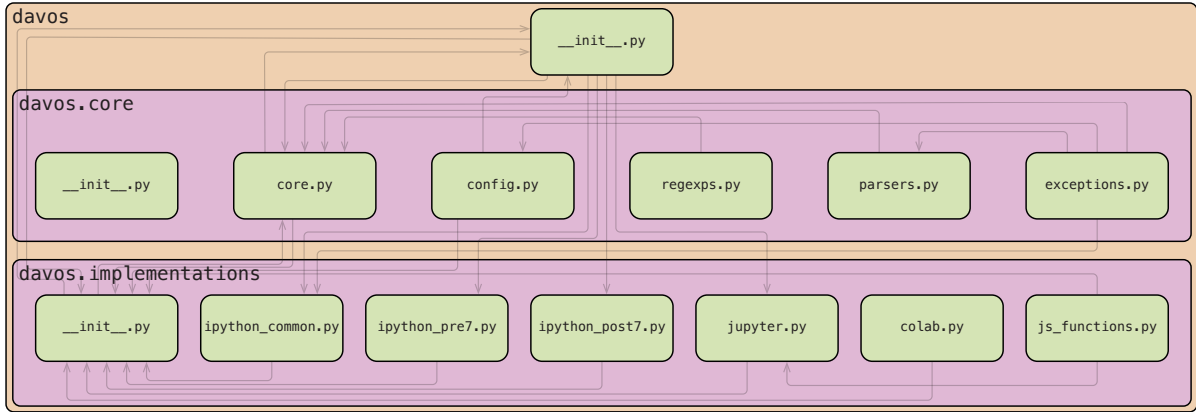 davos
__init__.py
davos.core
__init__.py
core.py
config.py
regexps.py
parsers.py
exceptions.py
davos.implementations
__init__.py
ipython_common.py
ipython_pre7.py
ipython_post7.py
jupyter.py
colab.py
js_functions.py